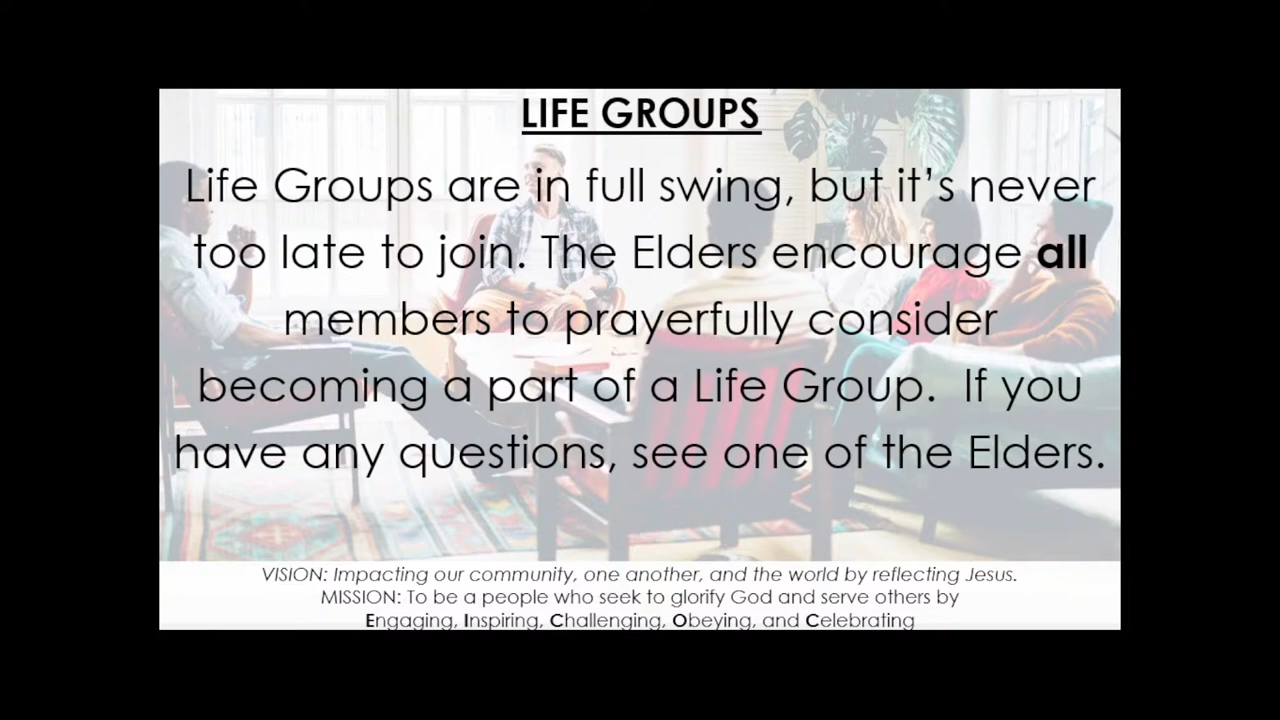 LIFE GROUPS
Life Groups are in full swing, but it’s never
too late to join. The Elders encourage all
members to prayerfully consider
becoming a part of a Life Group.  If you
have any questions, see one of the Elders.
VISION: Impacting our community, one another, and the world by reflecting Jesus.
MISSION: To be a people who seek to glorify God and serve others by
Engaging, Inspiring, Challenging, Obeying, and Celebrating